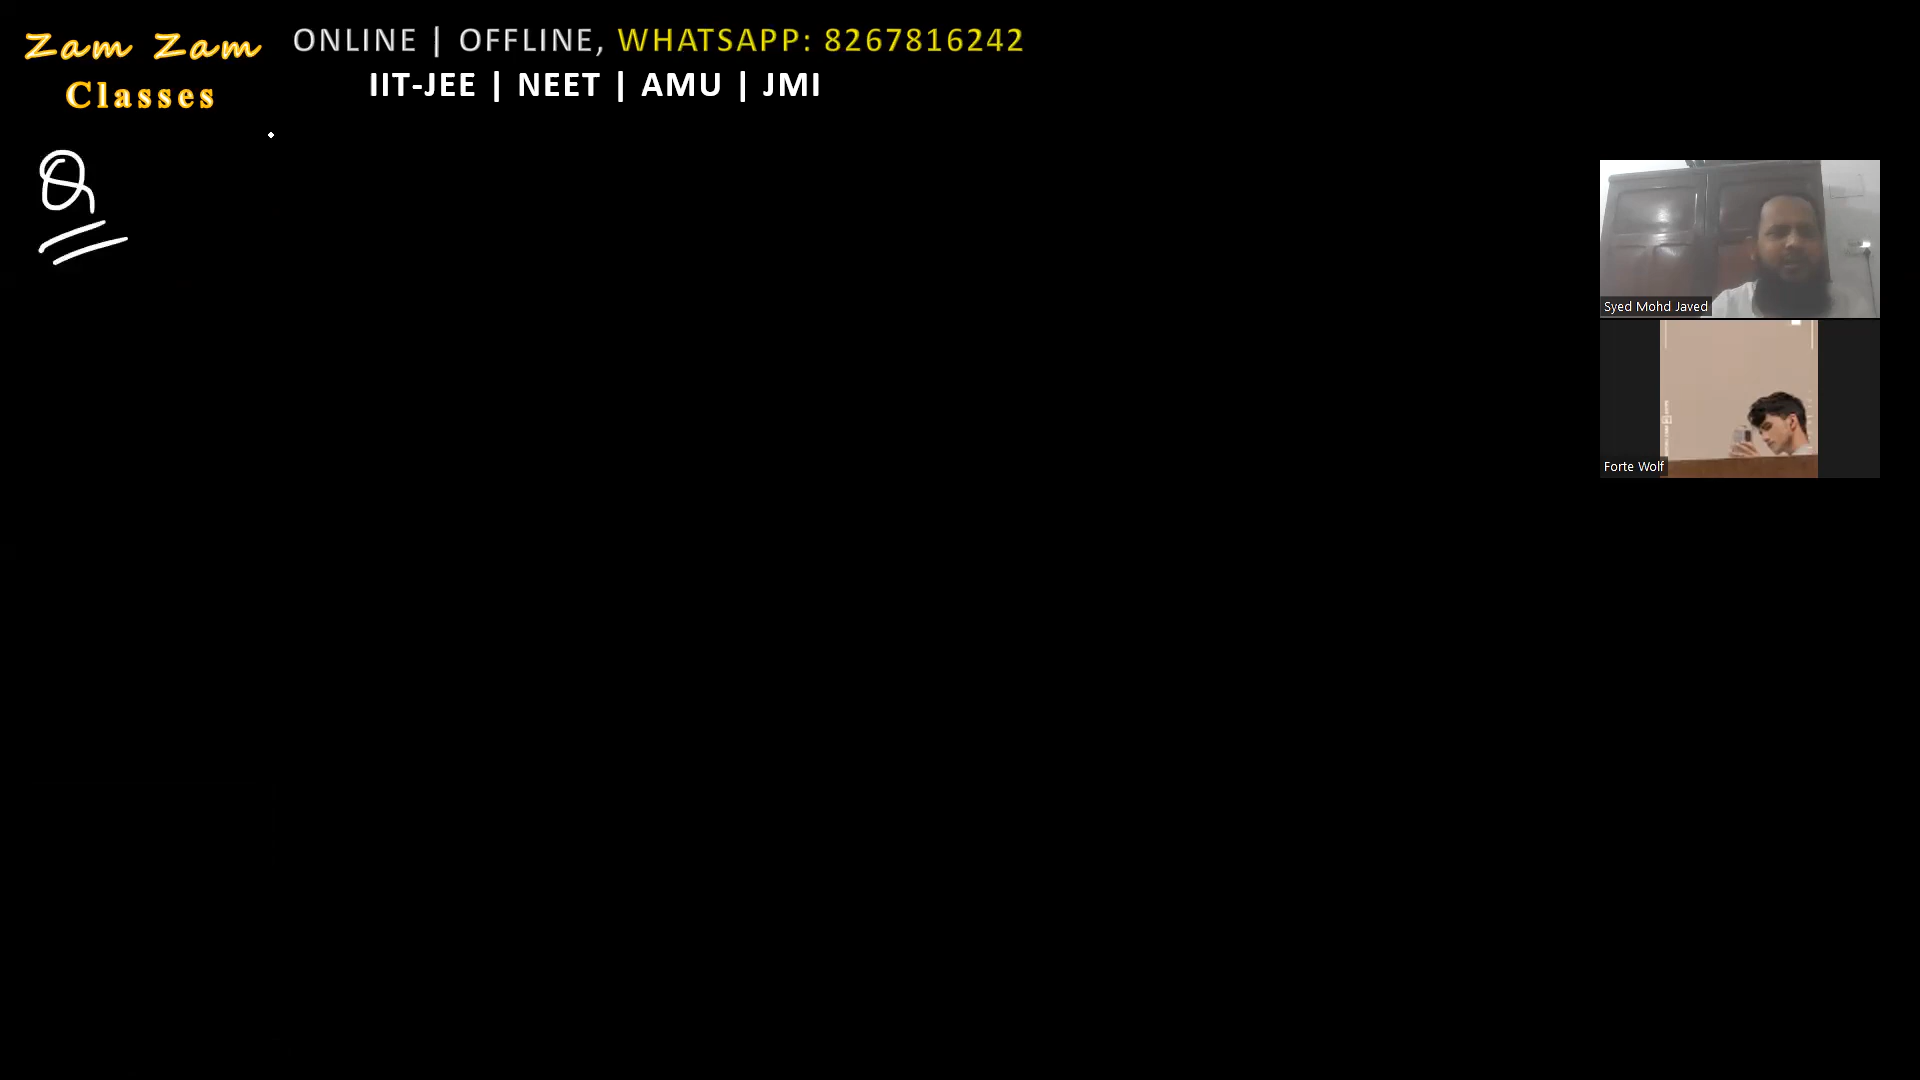 Zam Zam
Classes
ONLINE | OFFLINE, WHATSAPP: 8267816242
IIT-JEE | NEET | AMU | JMI
Q
Syed Mohd Javed
Forte Wolf